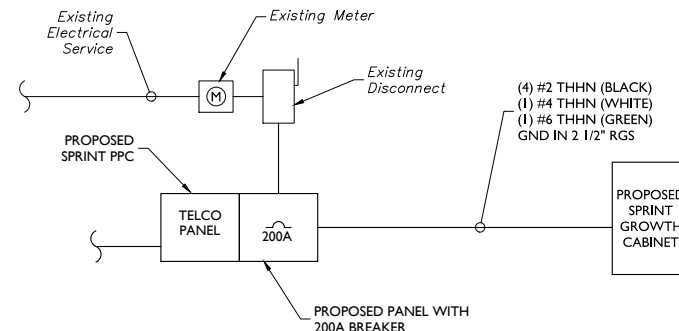 Existing
Electrical
Service
Existing Meter
M
Existing
Disconnect
(4) #2 THHN (BLACK)
(1) #4 THHN (WHITE)
(1) #6 THHN (GREEN)
GND IN 2 1/2" RGS
PROPOSED
SPRINT PPC
TELCO
PANEL
200A
PROPOSED
SPRINT
GROWTH
CABINET
PROPOSED PANEL WITH
200A BREAKER